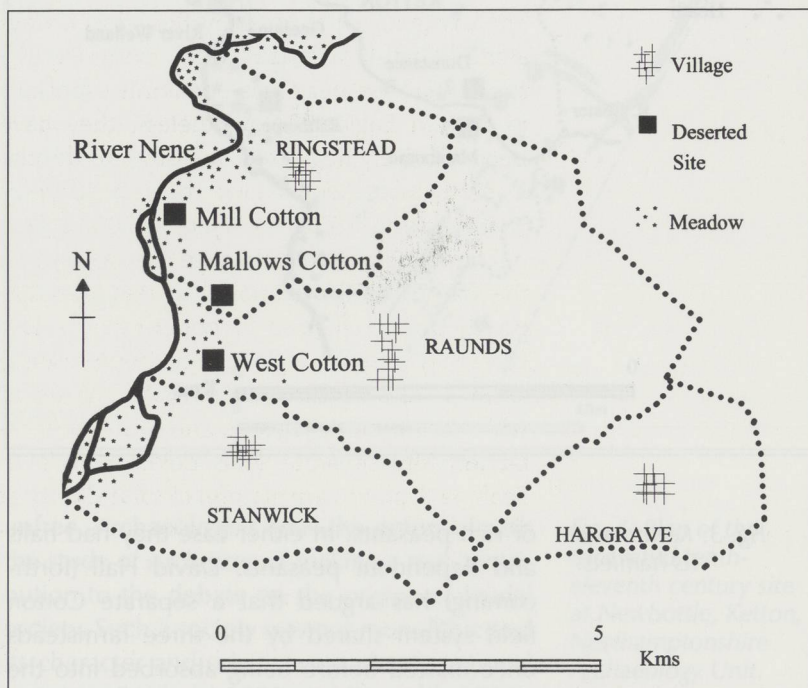 Village
River Nene
RINGSTEAD
Deserted
Site
Mill Cotton
Meadow
N
Mallows Cotton
RAUNDS
West Cotton
STANWICK
HARGRAVE
0
5
Kms